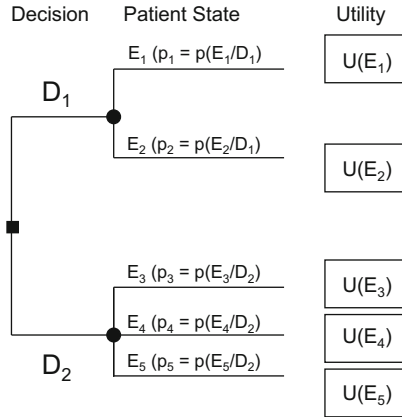 Decision Patient State Utility
E₁ (p₁ = p(E₁/D₁)
U(E₁)
D₁
E₂ (p₂ = p(E₂/D₁)
U(E₂)
E₃ (p₃ = p(E₃/D₂)
U(E₃)
E₄ (p₄ = p(E₄/D₂)
U(E₄)
D₂
E₅ (p₅ = p(E₅/D₂)
U(E₅)